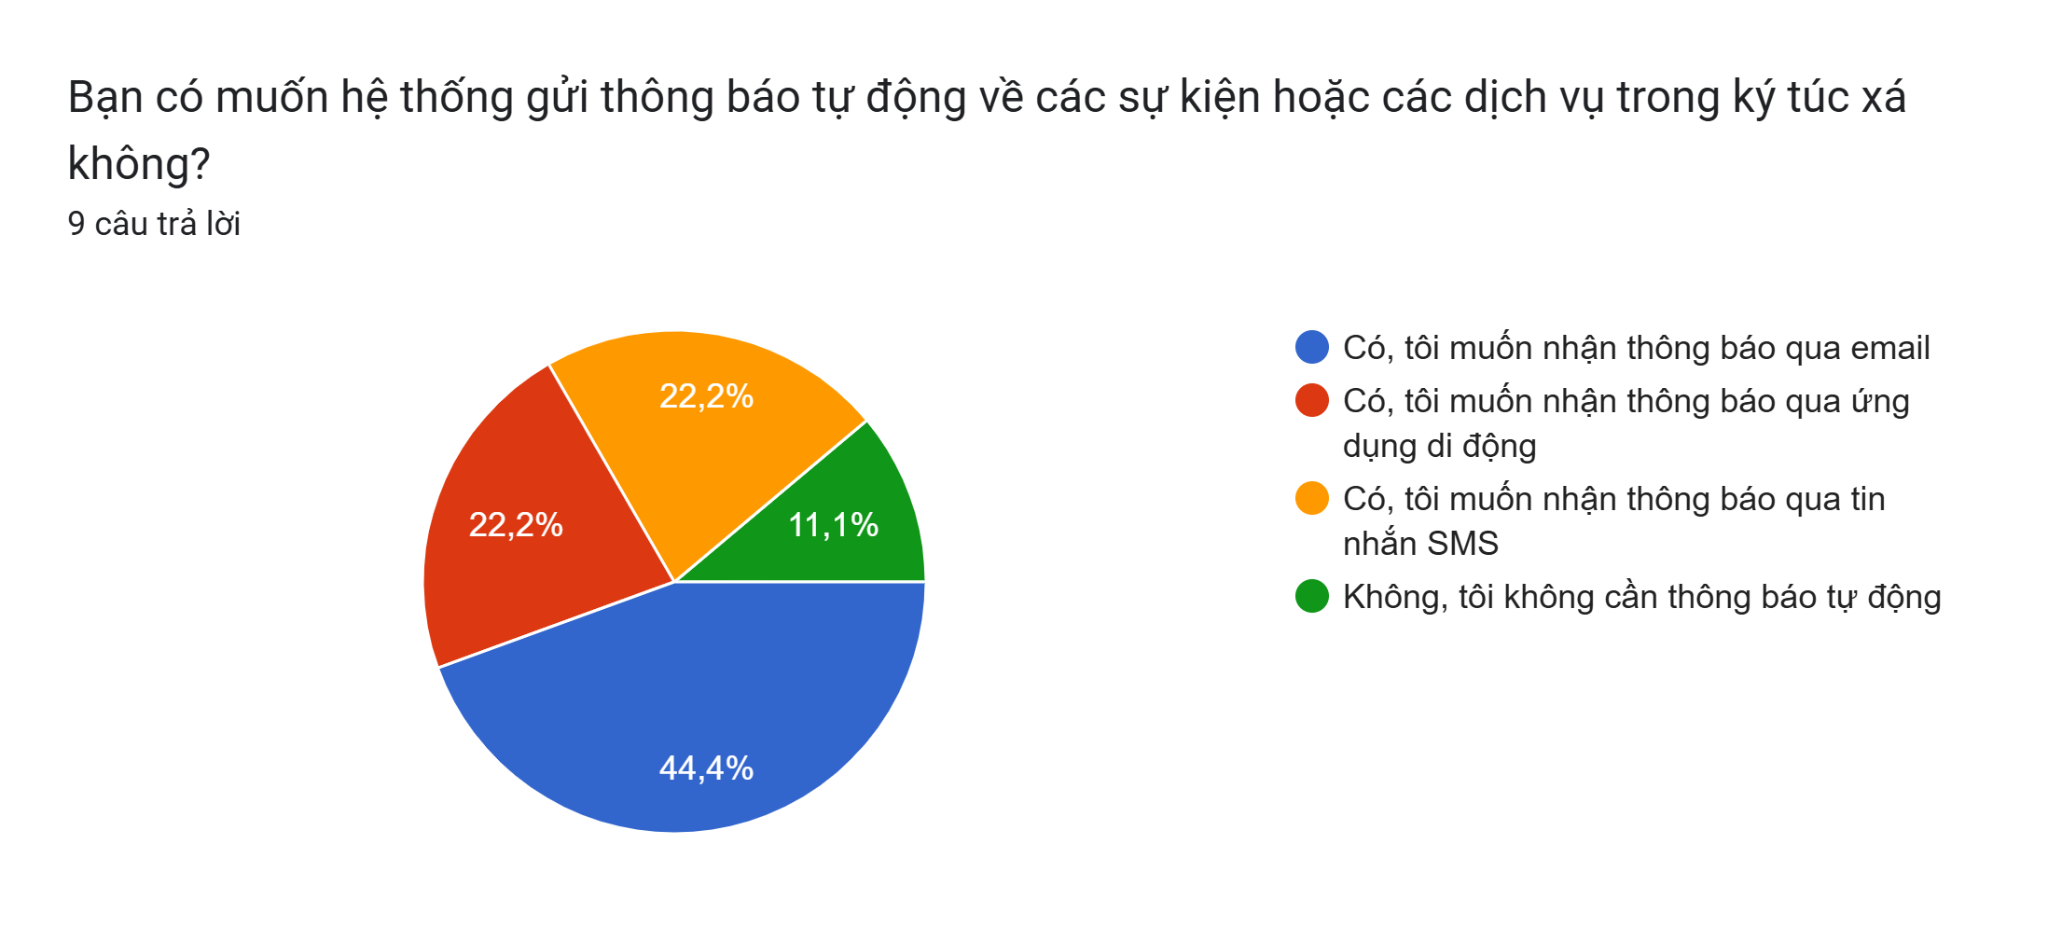 Bạn có muốn hệ thống gửi thông báo tự động về các sự kiện hoặc các dịch vụ trong ký túc xá
không?
9 câu trả lời
Có, tôi muốn nhận thông báo qua email
Có, tôi muốn nhận thông báo qua ứng
dụng di động
Có, tôi muốn nhận thông báo qua tin
nhắn SMS
Không, tôi không cần thông báo tự động
22,2%
22,2%
11,1%
44,4%